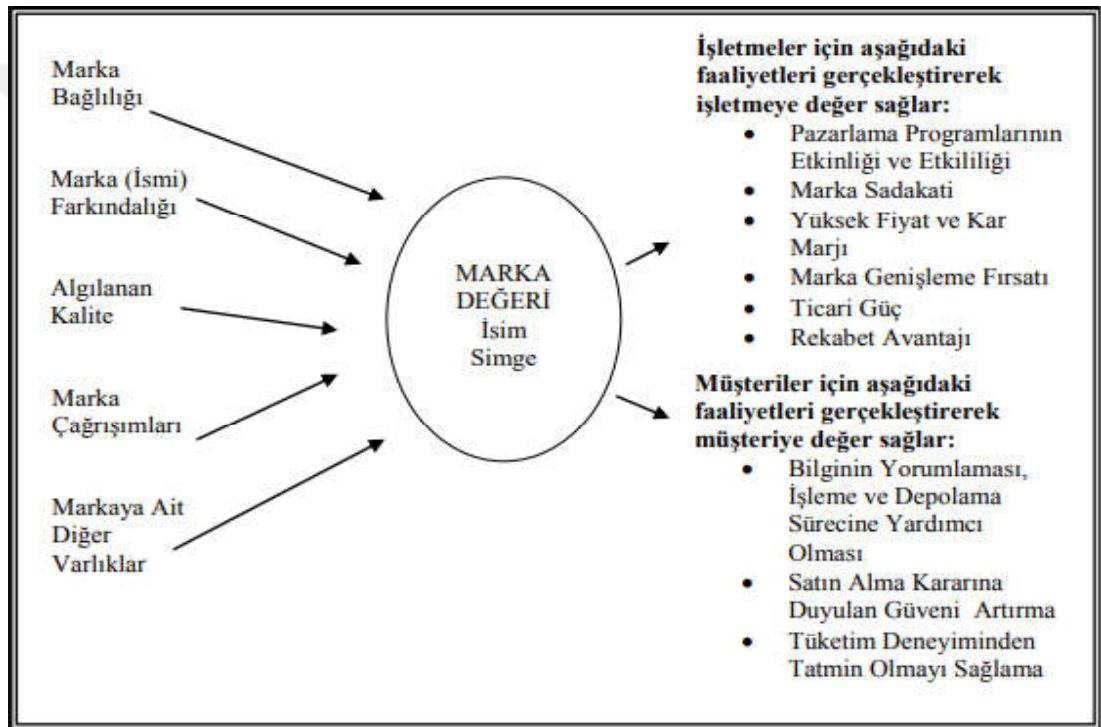 Marka
Bağlılığı
Marka (İsmi)
Farkındalığı
Algılanan
Kalite
Marka
Çağrışımları
Markaya Ait
Diğer
Varlıklar
MARKA
DEĞERİ
İsim
Simge
İşletmeler için aşağıdaki
faaliyetleri gerçekleştirerek
işletmeye değer sağlar:
• Pazarlama Programlarının
Etkinliği ve Etkililiği
• Marka Sadakati
• Yüksek Fiyat ve Kar
Marjı
• Marka Genişleme Fırsatı
• Ticari Güç
• Rekabet Avantajı
Müşteriler için aşağıdaki
faaliyetleri gerçekleştirerek
müşteriye değer sağlar:
• Bilginin Yorumlaması,
İşleme ve Depolama
Sürecine Yardımcı
Olması
• Satın Alma Kararına
Duyulan Güveni Artırma
• Tüketim Deneyiminden
Tatmin Olmayı Sağlama